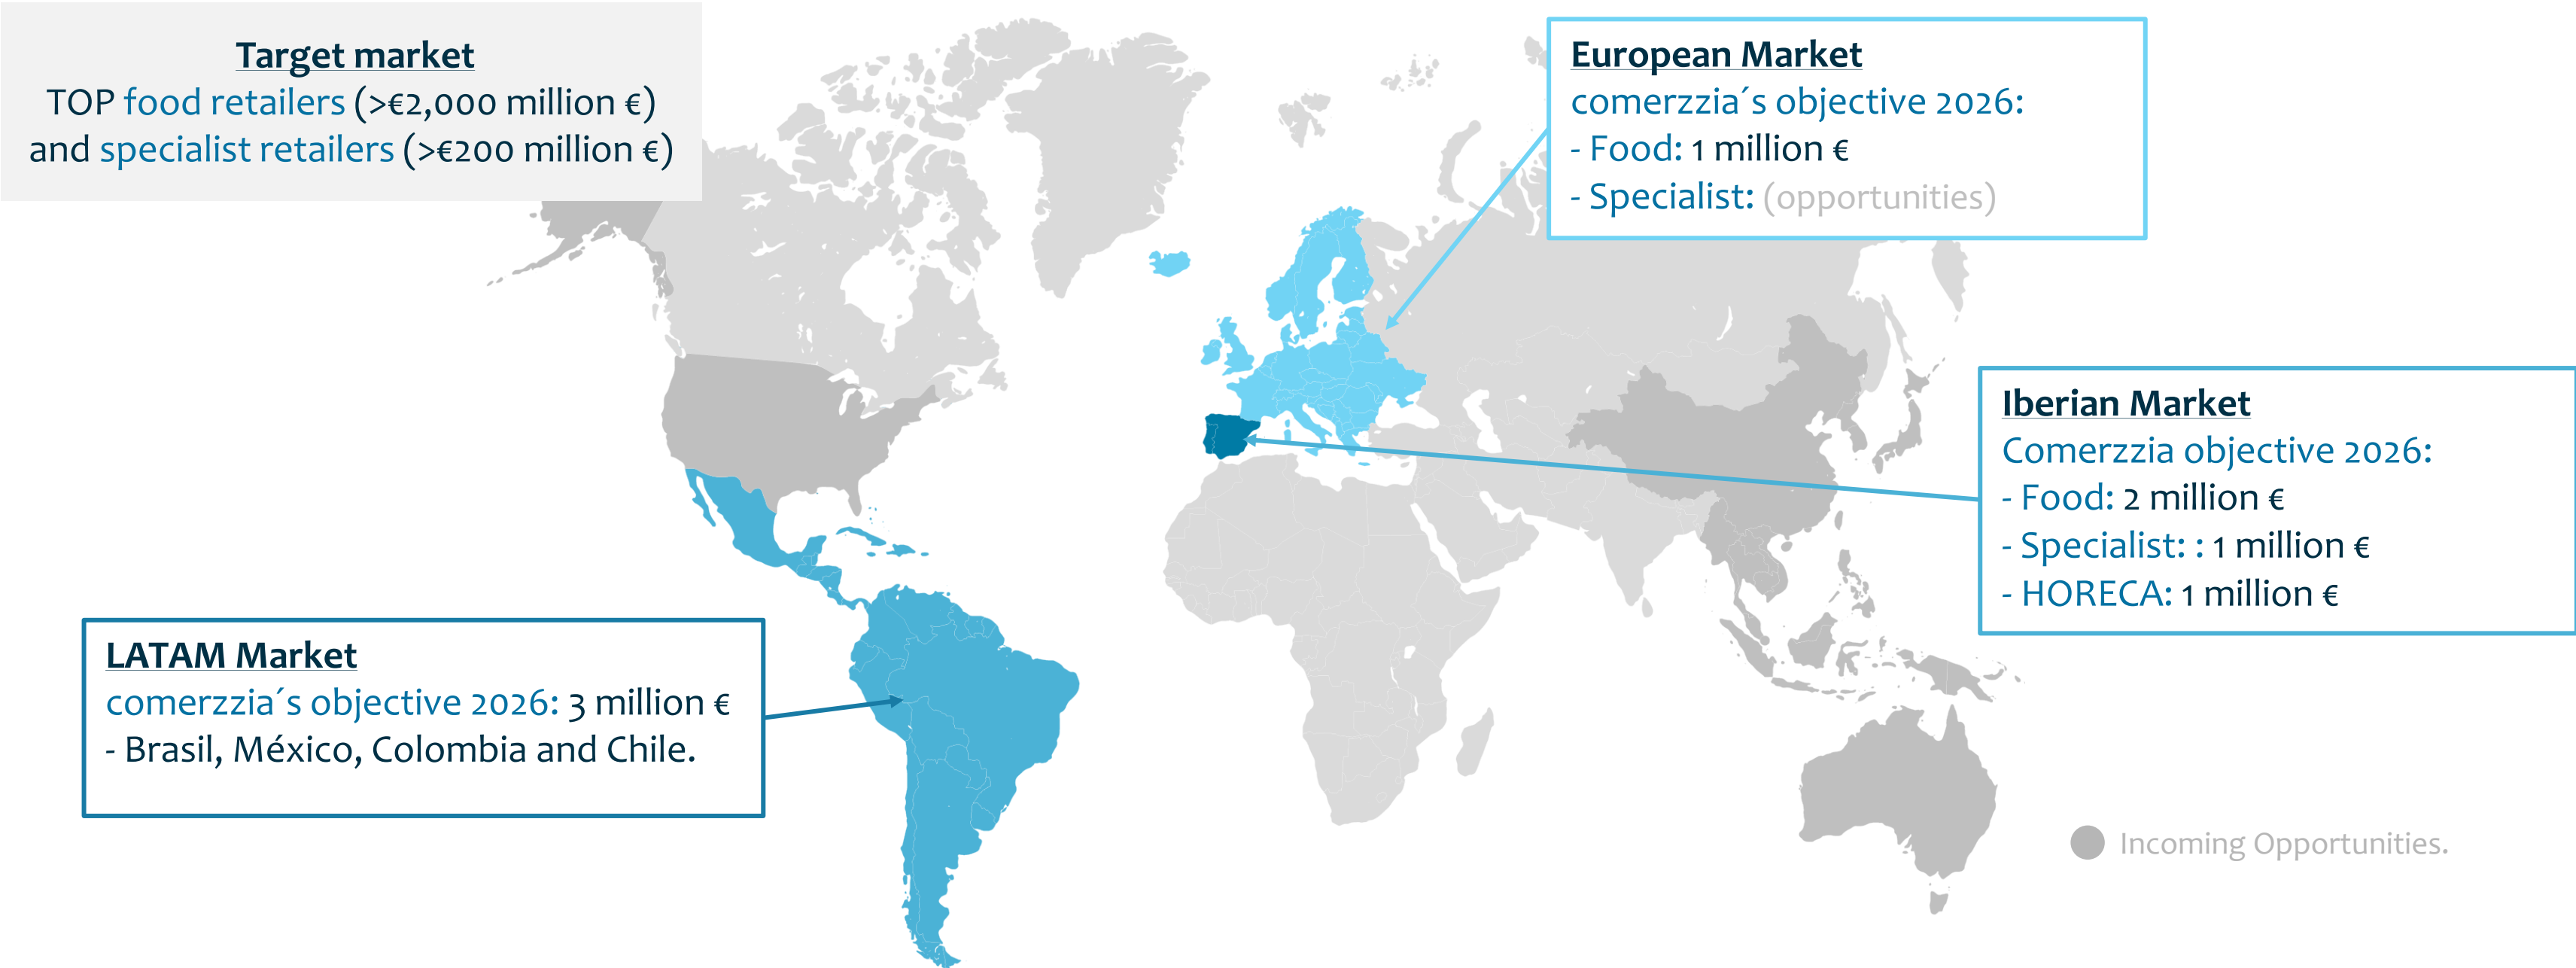 Target market
TOP food retailers (>€2,000 million €)
and specialist retailers (>€200 million €)
European Market
comerzzia´s objective 2026:
- Food: 1 million €
- Specialist: (opportunities)
Iberian Market
Comerzzia objective 2026:
- Food: 2 million €
- Specialist: : 1 million €
- HORECA: 1 million €
LATAM Market
comerzzia´s objective 2026: 3 million €
- Brasil, México, Colombia and Chile.
Incoming Opportunities.